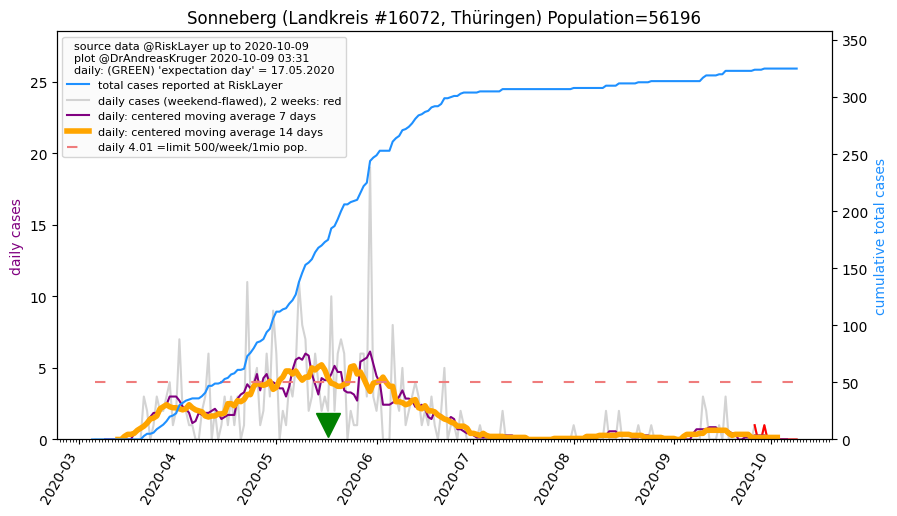 Sonneberg (Landkreis #16072, Thüringen) Population=56196
source data @RiskLayer up to 2020-10-09
plot @DrAndreasKruger 2020-10-09 03:31
daily: (GREEN) 'expectation day' = 17.05.2020
total cases reported at RiskLayer
daily cases (weekend-flawed), 2 weeks: red
daily: centered moving average 7 days
daily: centered moving average 14 days
daily 4.01 =limit 500/week/1mio pop.
daily cases
25
20
15
10
5
0
cumulative total cases
350
300
250
200
150
100
50
0
2020-03
2020-04
2020-05
2020-06
2020-07
2020-08
2020-09
2020-10